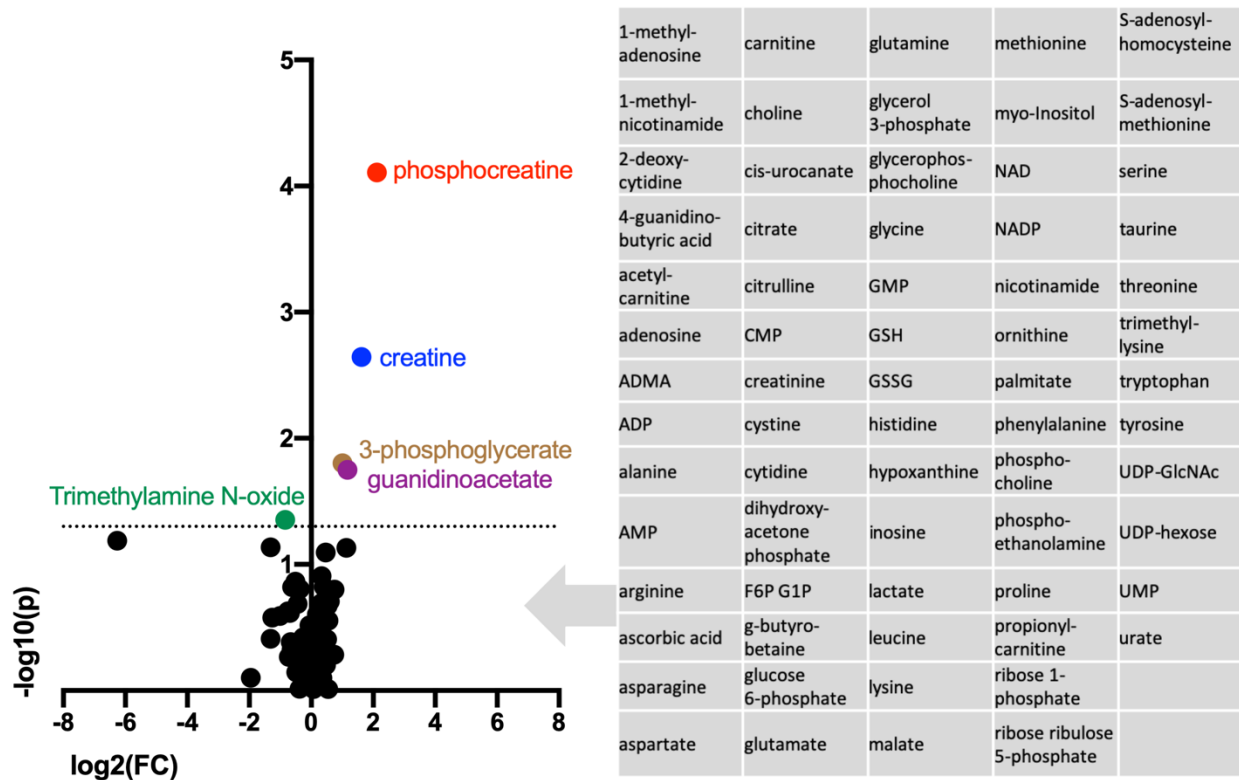 5
4
3
2
1
-8
-6
-4
-2
0
2
4
6
8
-log10(p)
log2(FC)
phosphocreatine
creatine
3-phosphoglycerate
guanidinoacetate
Trimethylamine N-oxide
1-methyl-
adenosine
carnitine
glutamine
methionine
S-adenosyl-
homocysteine
1-methyl-
nicotinamide
choline
glycerol
3-phosphate
myo-Inositol
S-adenosyl-
methionine
2-deoxy-
cytidine
cis-urocanate
glycerophos-
phocholine
NAD
serine
4-guanidino-
butyric acid
citrate
glycine
NADP
taurine
acetyl-
carnitine
citrulline
GMP
nicotinamide
threonine
adenosine
CMP
GSH
ornithine
trimethyl-
lysine
ADMA
creatinine
GSSG
palmitate
tryptophan
ADP
cystine
histidine
phenylalanine
tyrosine
alanine
cytidine
hypoxanthine
phospho-
choline
UDP-GlcNAc
AMP
dihydroxy-
acetone
phosphate
inosine
phospho-
ethanolamine
UDP-hexose
arginine
F6P G1P
lactate
proline
UMP
ascorbic acid
g-butyro-
betaine
leucine
propionyl-
carnitine
urate
asparagine
glucose
6-phosphate
lysine
ribose 1-
phosphate
aspartate
glutamate
malate
ribose ribulose
5-phosphate